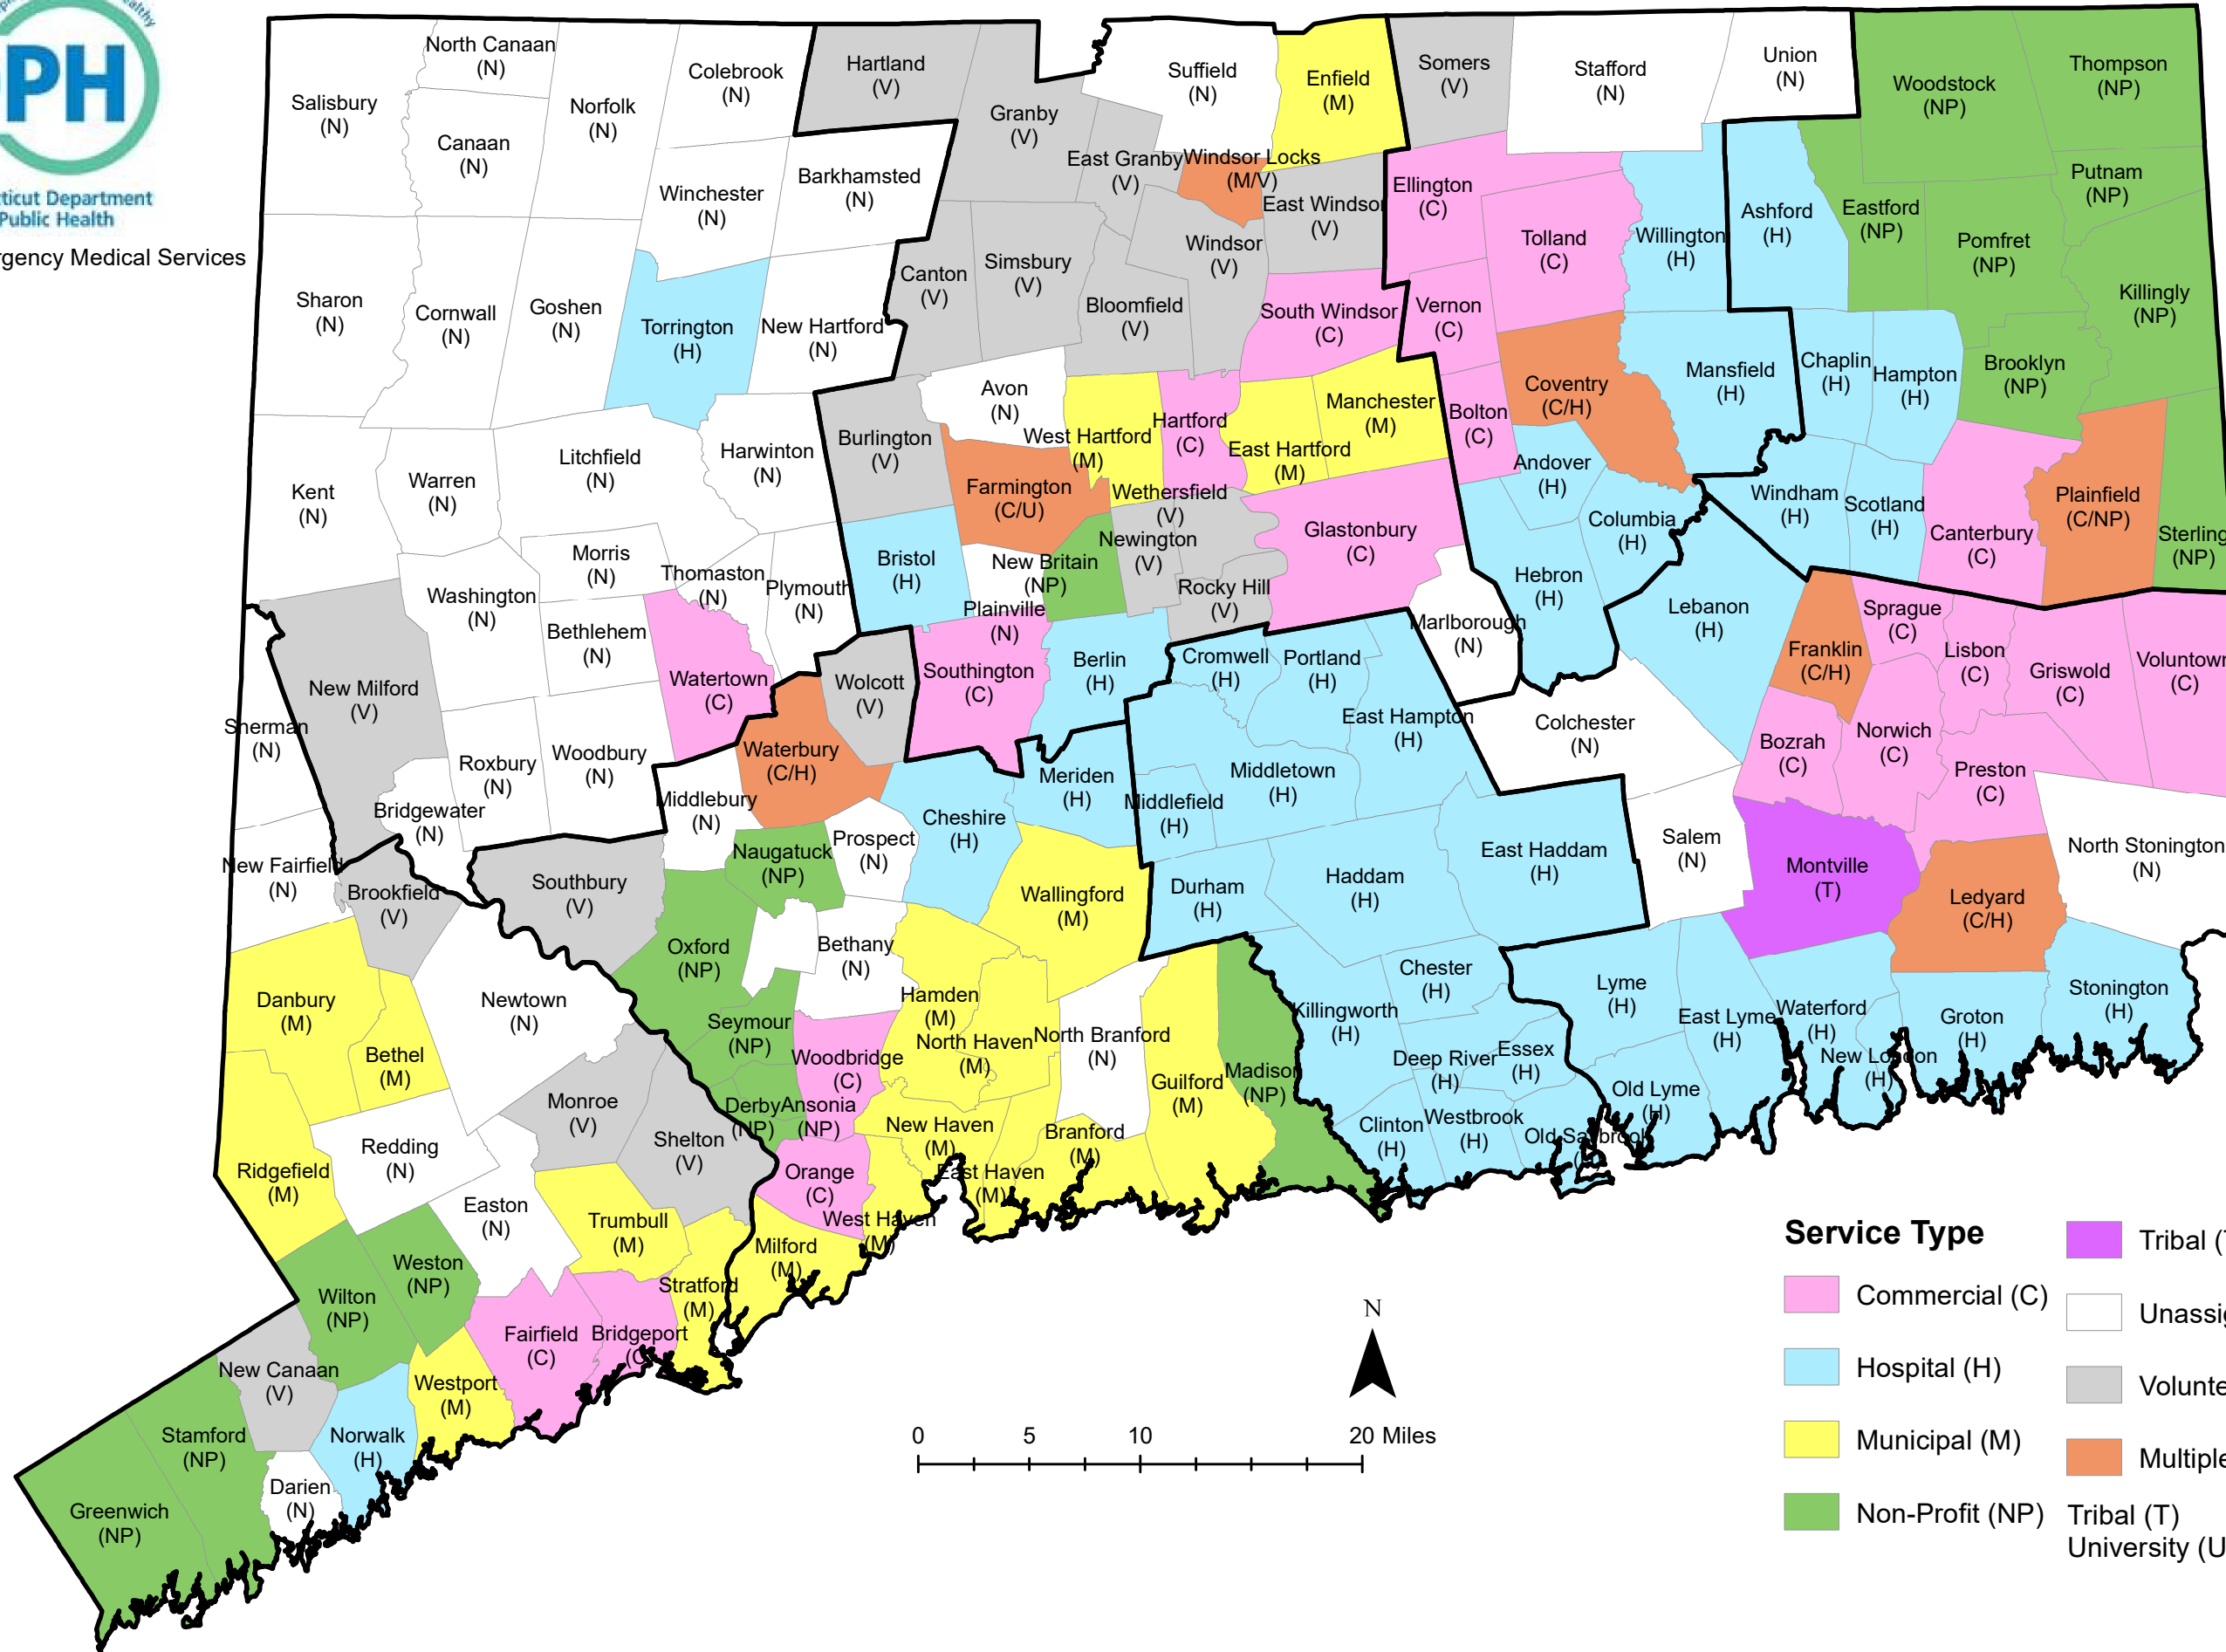 PH
ticut Department
Public Health
rgency Medical Services
North Canaan
(N)
Colebrook
(N)
Hartland
(V)
Suffield
(N)
Enfield
(M)
Somers
(V)
Stafford
(N)
Union
(N)
Woodstock
(NP)
Thompson
(NP)
Salisbury
(N)
Canaan
(N)
Norfolk
(N)
Granby
(V)
East Granby
(V)
Windsor Locks
(M/V)
Winchester
(N)
Barkhamsted
(N)
East Windsor
(V)
Ellington
(C)
Tolland
(C)
Willington
(H)
Ashford
(H)
Eastford
(NP)
Pomfret
(NP)
Putnam
(NP)
Killingly
(NP)
Sharon
(N)
Cornwall
(N)
Goshen
(N)
Torrington
(H)
New Hartford
(N)
Canton
(V)
Simsbury
(V)
Bloomfield
(V)
Windsor
(V)
South Windsor
(C)
Vernon
(C)
Coventry
(C/H)
Mansfield
(H)
Chaplin
(H)
Hampton
(H)
Brooklyn
(NP)
Avon
(N)
West Hartford
(M)
Hartford
(C)
East Hartford
(M)
Manchester
(M)
Bolton
(C)
Andover
(H)
Kent
(N)
Warren
(N)
Litchfield
(N)
Harwinton
(N)
Burlington
(V)
Farmington
(C/U)
Wethersfield
(V)
Newington
(V)
Glastonbury
(C)
Columbia
(H)
Windham
(H)
Scotland
(H)
Canterbury
(C)
Plainfield
(C/NP)
Sterling
(NP)
Morris
(N)
Thomaston
(N)
Plymouth
(N)
Bristol
(H)
New Britain
(NP)
Plainville
(N)
Rocky Hill
(V)
Hebron
(H)
Washington
(N)
Bethlehem
(N)
Watertown
(C)
Wolcott
(V)
Southington
(C)
Berlin
(H)
Cromwell
(H)
Portland
(H)
Marlborough
(N)
Lebanon
(H)
Franklin
(C/H)
Sprague
(C)
Lisbon
(C)
Griswold
(C)
Voluntown
(C)
New Milford
(V)
Sherman
(N)
Roxbury
(N)
Woodbury
(N)
Waterbury
(C/H)
East Hampton
(H)
Colchester
(N)
Bozrah
(C)
Norwich
(C)
Preston
(C)
Bridgewater
(N)
Middlebury
(N)
Cheshire
(H)
Meriden
(H)
Middlefield
(H)
Middletown
(H)
New Fairfield
(N)
Brookfield
(V)
Southbury
(V)
Naugatuck
(NP)
Prospect
(N)
Wallingford
(M)
Durham
(H)
Haddam
(H)
East Haddam
(H)
Salem
(N)
Montville
(T)
Ledyard
(C/H)
North Stonington
(N)
Danbury
(M)
Bethel
(M)
Newtown
(N)
Oxford
(NP)
Bethany
(N)
Hamden
(M)
North Haven
(M)
North Branford
(N)
Killingworth
(H)
Chester
(H)
Lyme
(H)
East Lyme
(H)
Waterford
(H)
New London
(H)
Groton
(H)
Stonington
(H)
Seymour
(NP)
Woodbridge
(C)
Guilford
(M)
Madison
(NP)
Deep River
(H)
Essex
(H)
Old Lyme
(H)
Ridgefield
(M)
Redding
(N)
Monroe
(V)
Shelton
(V)
Derby
(NP)
Ansonia
(NP)
New Haven
(M)
Branford
(M)
East Haven
(M)
Clinton
(H)
Westbrook
(H)
Old Saybrook
Easton
(N)
Trumbull
(M)
Orange
(C)
West Haven
(M)
Milford
(M)
Wilton
(NP)
Weston
(NP)
Stratford
(M)
Fairfield
(C)
Bridgeport
(C)
New Canaan
(V)
Westport
(M)
Stamford
(NP)
Norwalk
(H)
Darien
(N)
Greenwich
(NP)
N
0 5 10 20 Miles
Service Type
Commercial (C)
Hospital (H)
Municipal (M)
Non-Profit (NP)
Tribal (
Unassig
Volunte
Multiple
Tribal (T)
University (U